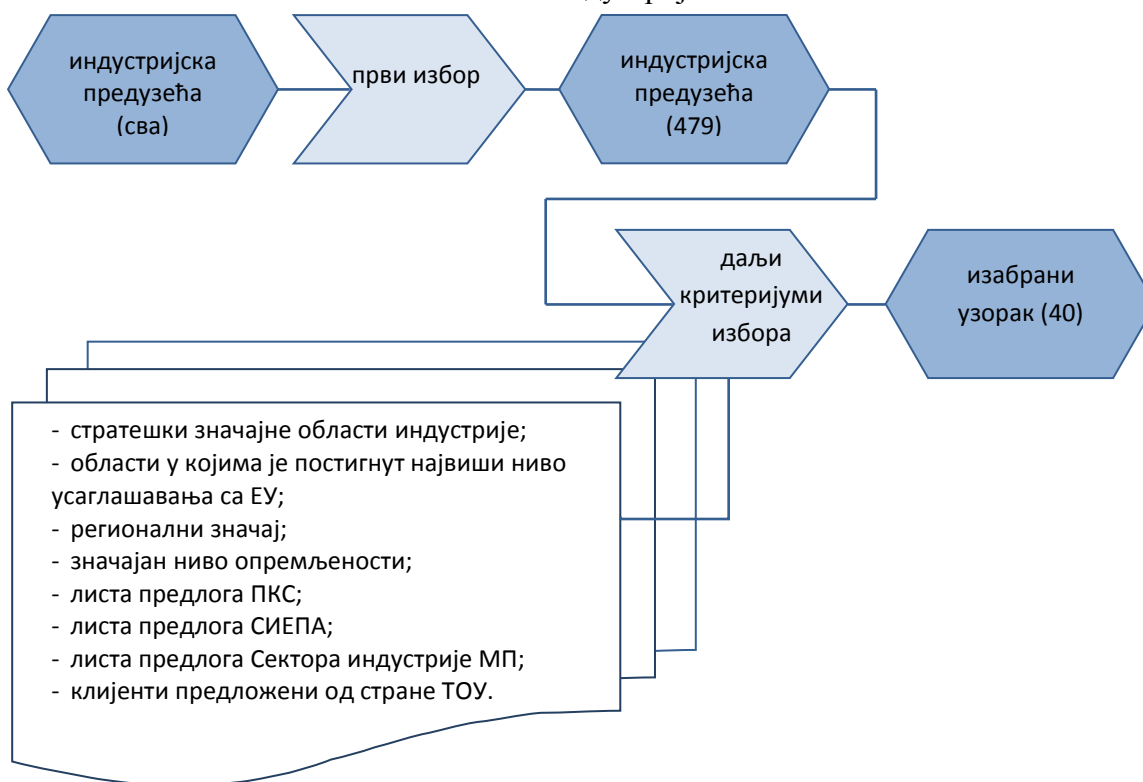 индустријска
предузећа
(сва)
први избор
индустријска
предузећа
(479)
даљи
критеријуми
избора
изабрани
узорак (40)
- стратешки значајне области индустрије;
- области у којима је постигнут највиши ниво
усаглашавања са ЕУ;
- регионални значај;
- значајан ниво опремљености;
- листа предлога ПКС;
- листа предлога СИЕПА;
- листа предлога Сектора индустрије МП;
- клијенти предложени од стране ТОУ.